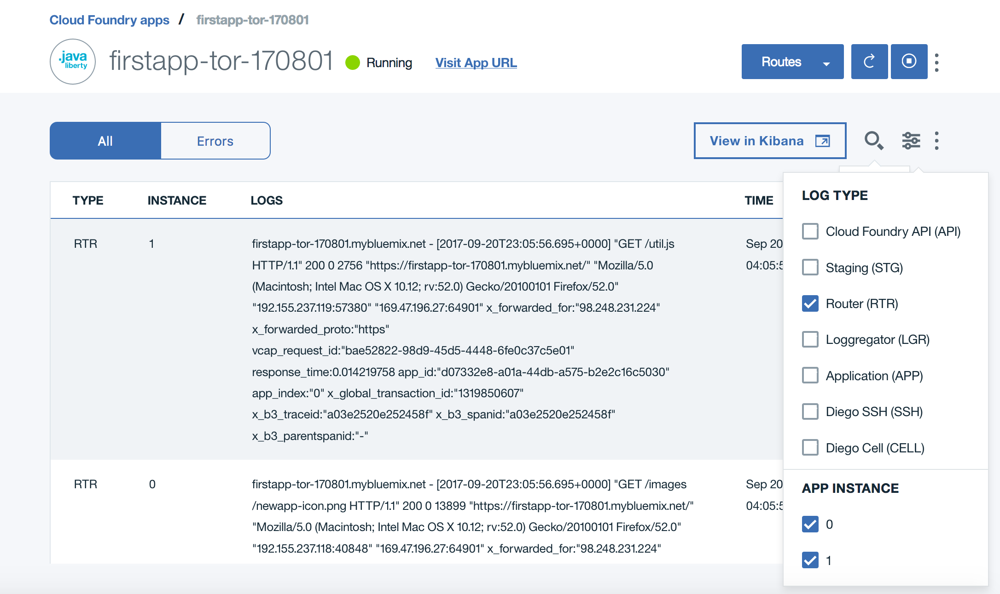 Cloud Foundry apps / firstapp-tor-170801
.java
liberty
firstapp-tor-170801
Running
Visit App URL
Routes
All
Errors
View in Kibana
TYPE INSTANCE LOGS TIME
RTR 1 firstapp-tor-170801.mybluemix.net - [2017-09-20T23:05:56.695+0000] "GET /util.js Sep 20
HTTP/1.1" 200 0 2756 "https://firstapp-tor-170801.mybluemix.net/" "Mozilla/5.0 04:05:5
(Macintosh; Intel Mac OS X 10.12; rv:52.0) Gecko/20100101 Firefox/52.0"
"192.155.237.119:57380" "169.47.196.27:64901" x_forwarded_for:"98.248.231.224"
x_forwarded_proto:"https"
vcap_request_id:"bae52822-98d9-45d5-4448-6fe0c37c5e01"
response_time:0.014219758 app_id:"d07332e8-a01a-44db-a575-b2e2c16c5030"
app_index:"0" x_global_transaction_id:"1319850607"
x_b3_traceid:"a03e2520e252458f" x_b3_spanid:"a03e2520e252458f"
x_b3_parentspanid:"-"
RTR 0 firstapp-tor-170801.mybluemix.net - [2017-09-20T23:05:56.695+0000] "GET /images Sep 20
/newapp-icon.png HTTP/1.1" 200 0 13899 "https://firstapp-tor-170801.mybluemix.net/" 04:05:5
"Mozilla/5.0 (Macintosh; Intel Mac OS X 10.12; rv:52.0) Gecko/20100101 Firefox/52.0"
"192.155.237.118:40848" "169.47.196.27:64901" x_forwarded_for:"98.248.231.224"
LOG TYPE
Cloud Foundry API (API)
Staging (STG)
Router (RTR)
Loggregator (LGR)
Application (APP)
Diego SSH (SSH)
Diego Cell (CELL)
APP INSTANCE
0
1